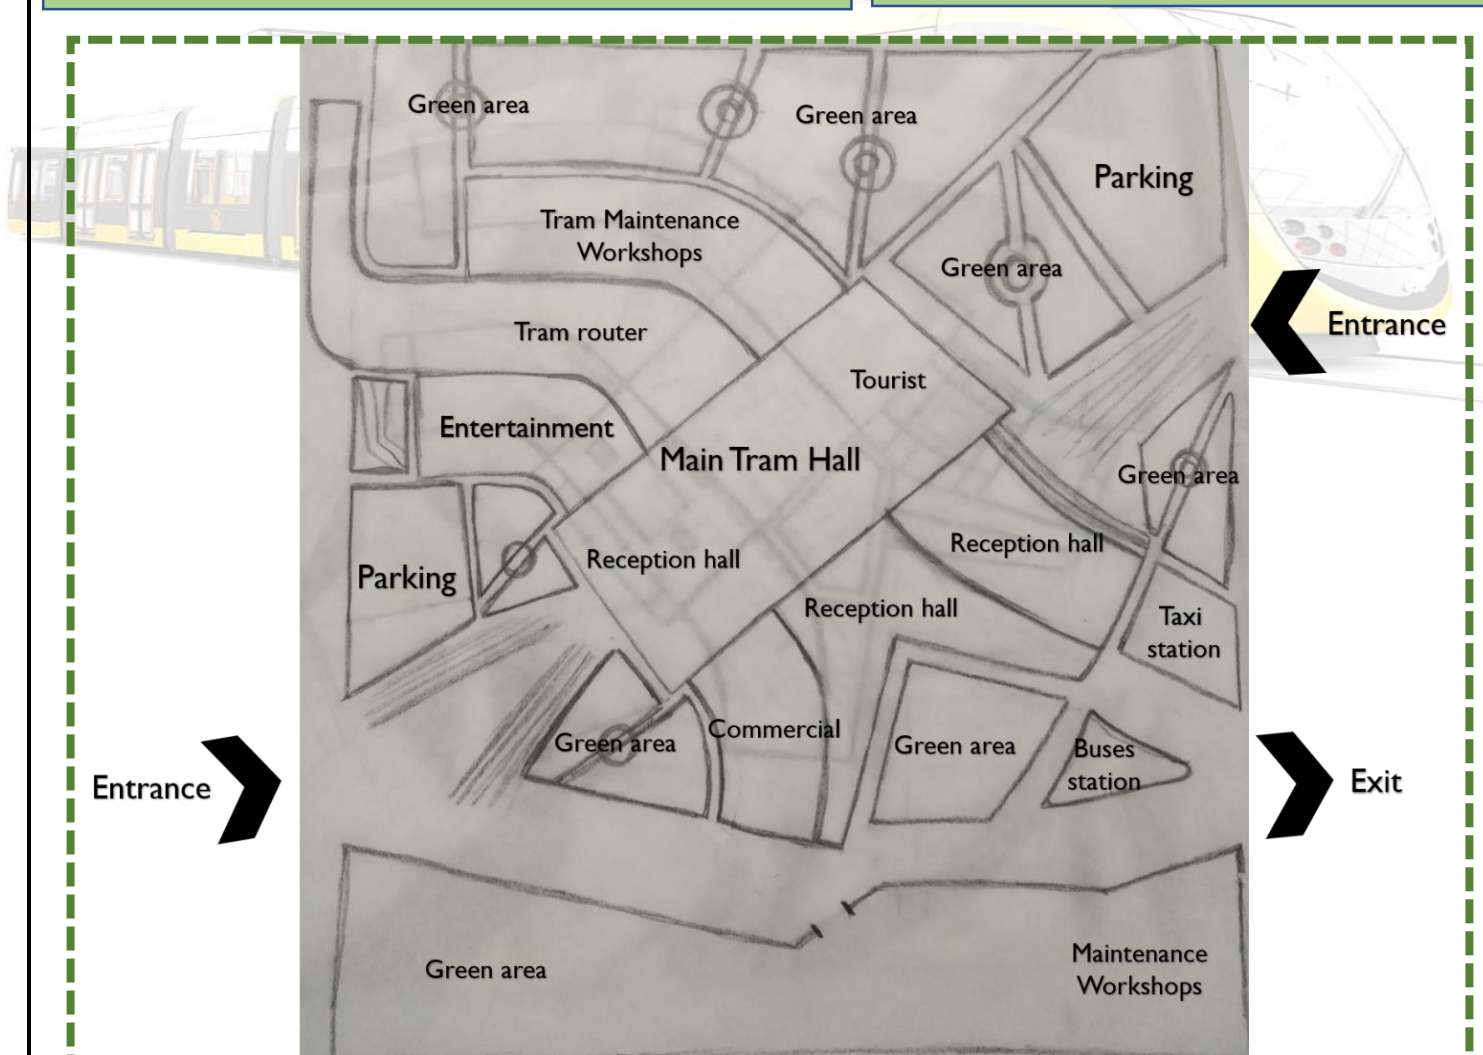 Green area
Green area
Parking
Tram Maintenance
Workshops
Green area
Tram router
Entrance
Tourist
Entertainment
Main Tram Hall
Green area
Reception hall
Reception hall
Parking
Reception hall
Taxi
station
Green area
Commercial
Green area
Buses
station
Entrance
Exit
Green area
Maintenance
Workshops